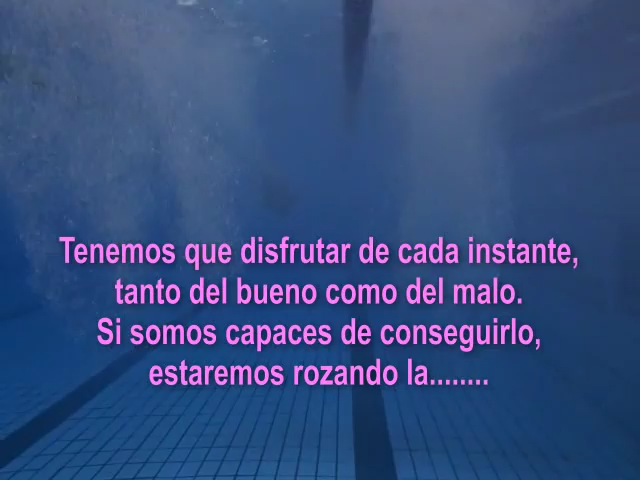 Tenemos que disfrutar de cada instante,
tanto del bueno como del malo.
Si somos capaces de conseguirlo,
estaremos rozando la........